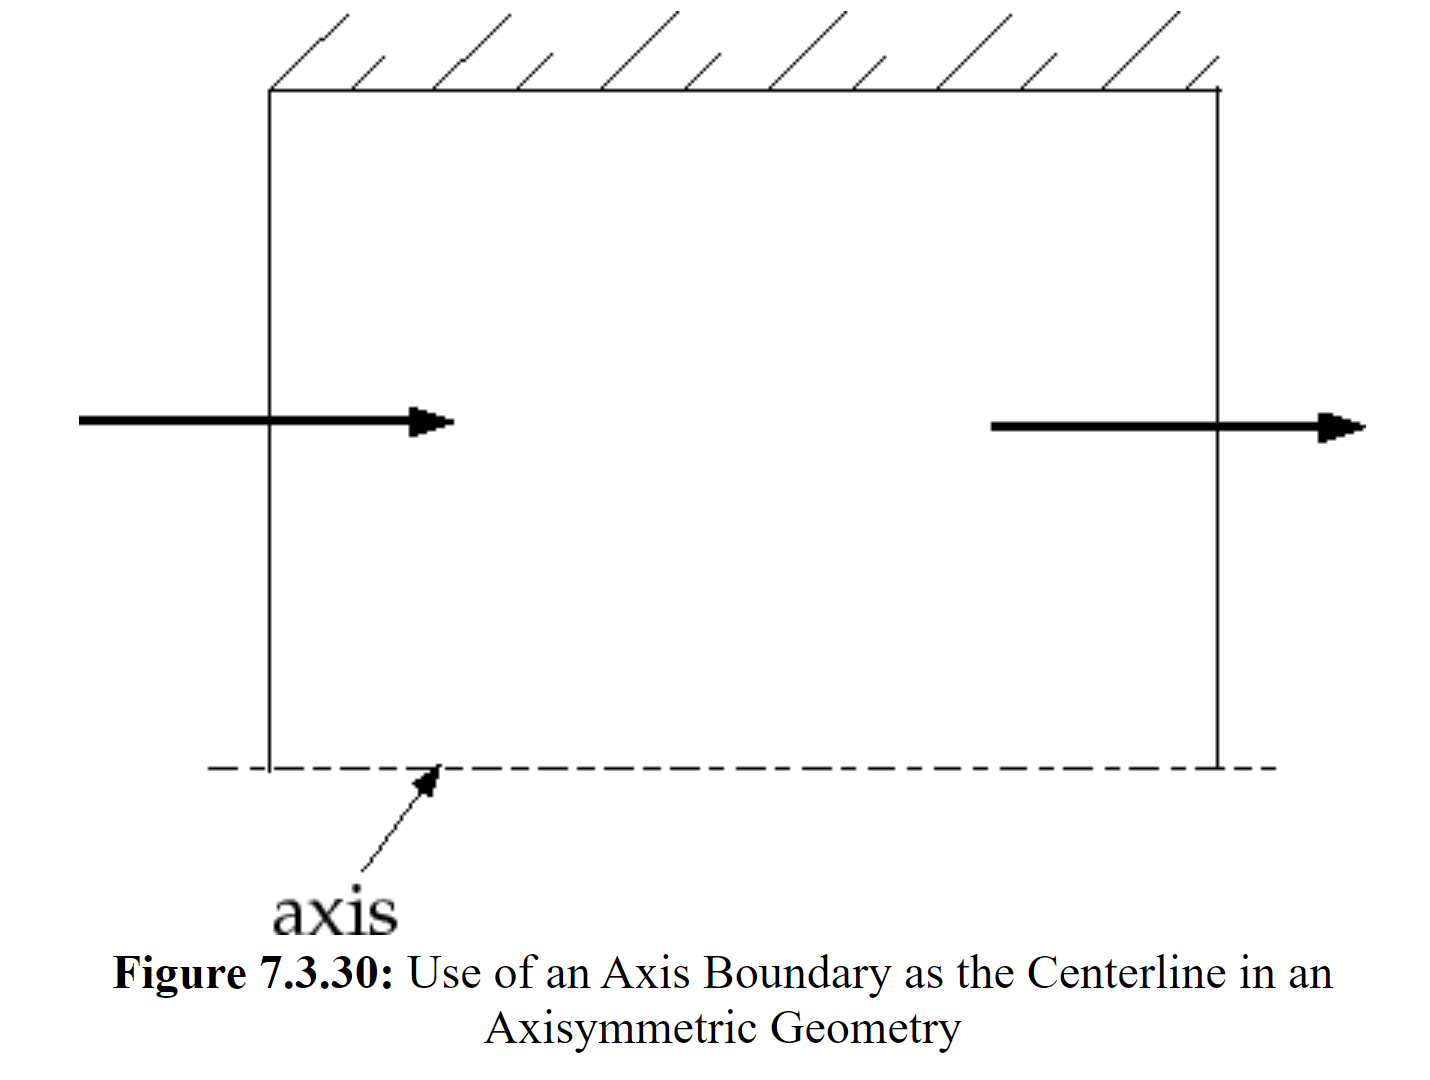 axis
Figure 7.3.30: Use of an Axis Boundary as the Centerline in an
Axisymmetric Geometry